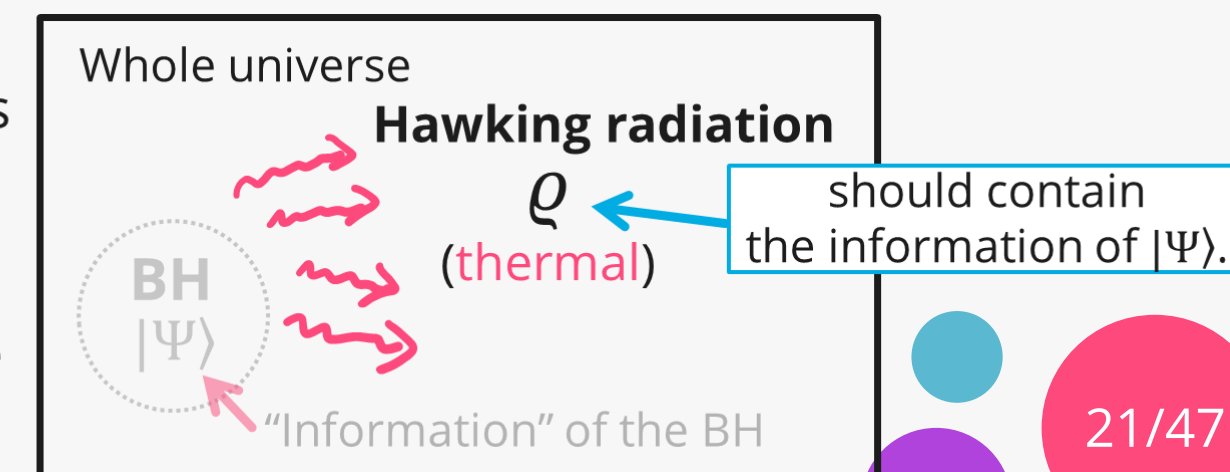 Whole universe
s
Hawking radiation
ϱ
(thermal)
should contain
the information of |Ψ⟩.
BH
|Ψ⟩
“Information” of the BH
21/47